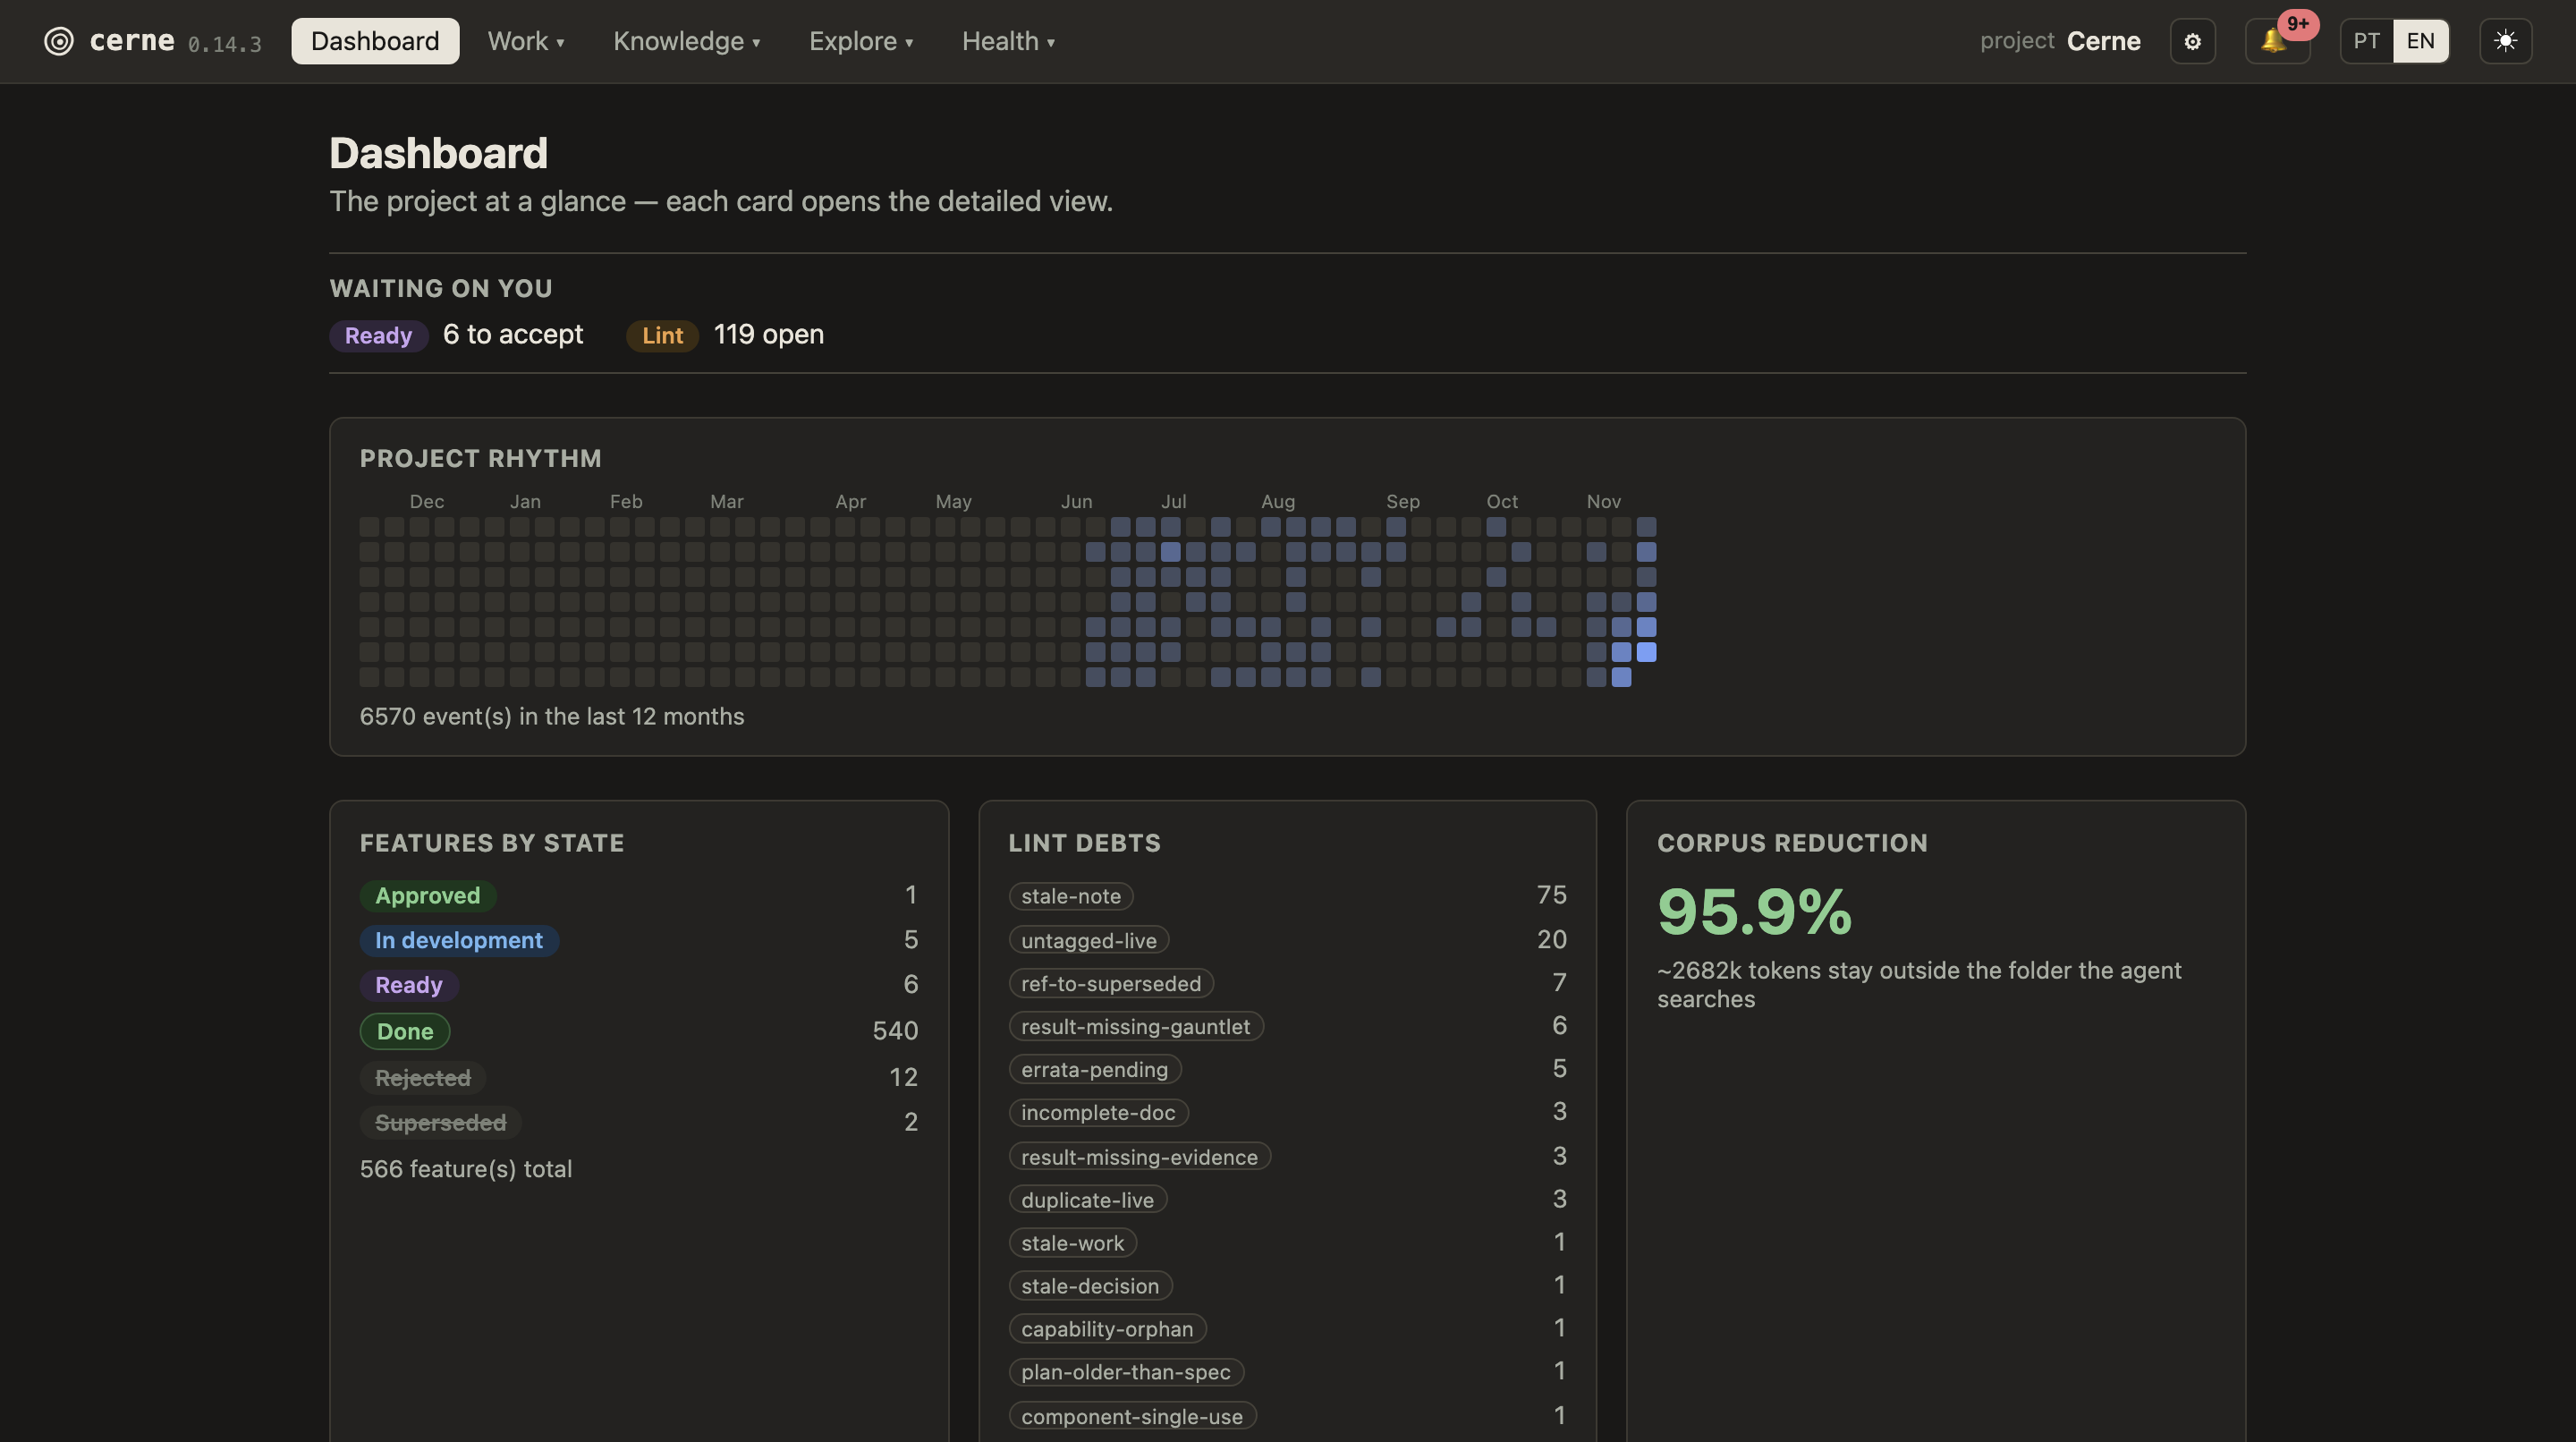 cerne 0.14.3 Dashboard Work ▾ Knowledge ▾ Explore ▾ Health ▾ project Cerne 9+ PT EN
Dashboard
The project at a glance — each card opens the detailed view.
WAITING ON YOU
Ready 6 to accept Lint 119 open
PROJECT RHYTHM
Dec Jan Feb Mar Apr May Jun Jul Aug Sep Oct Nov
6570 event(s) in the last 12 months
FEATURES BY STATE
Approved 1
In development 5
Ready 6
Done 540
Rejected 12
Superseded 2
566 feature(s) total
LINT DEBTS
stale-note 75
untagged-live 20
ref-to-superseded 7
result-missing-gauntlet 6
errata-pending 5
incomplete-doc 3
result-missing-evidence 3
duplicate-live 3
stale-work 1
stale-decision 1
capability-orphan 1
plan-older-than-spec 1
component-single-use 1
CORPUS REDUCTION
95.9%
~2682k tokens stay outside the folder the agent
searches